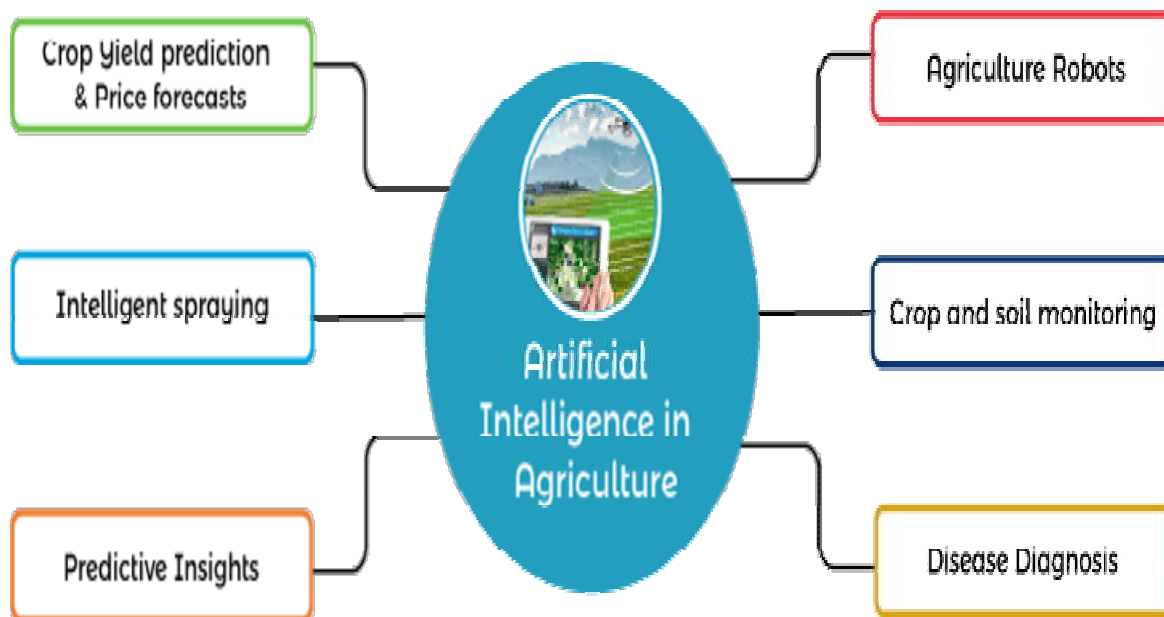 Crop Yield prediction
& Price forecasts
Intelligent spraying
Predictive Insights
Artificial
Intelligence in
Agriculture
Agriculture Robots
Crop and soil monitoring
Disease Diagnosis